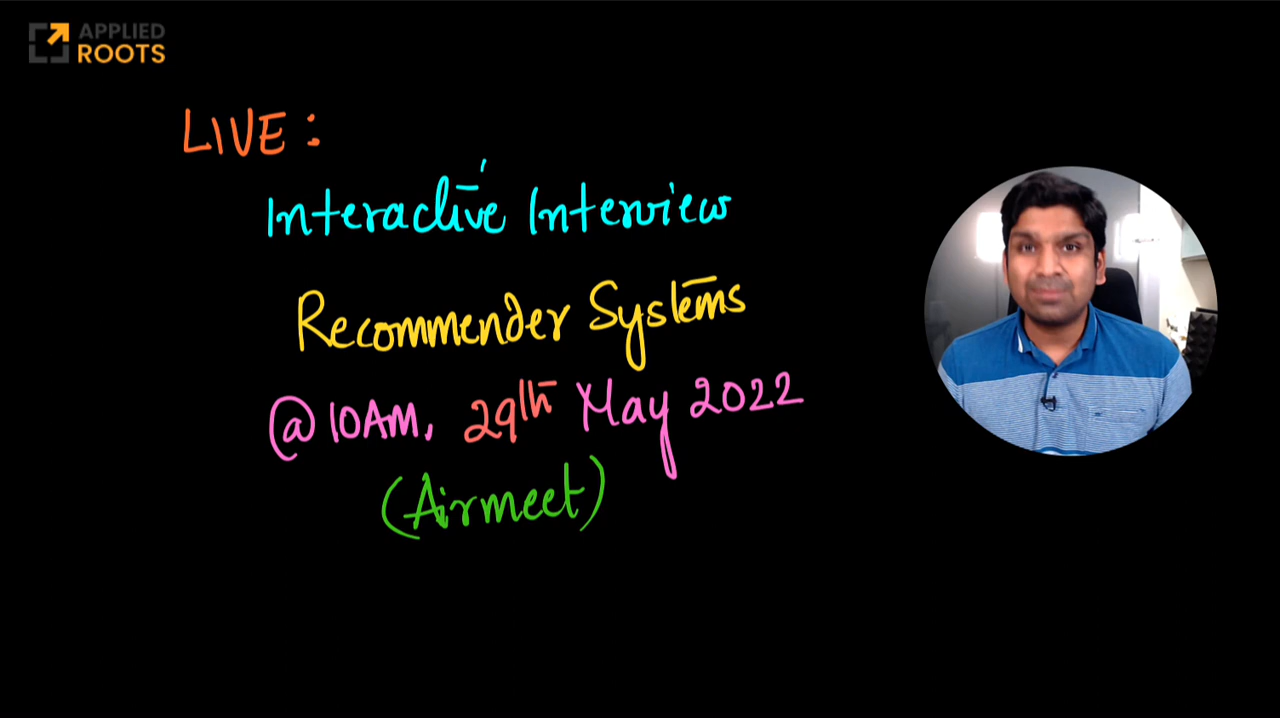 APPLIED
ROOTS
LIVE :
Interactive Interview
Recommender Systems
@ 10AM, 29th May 2022
(Airmeet)